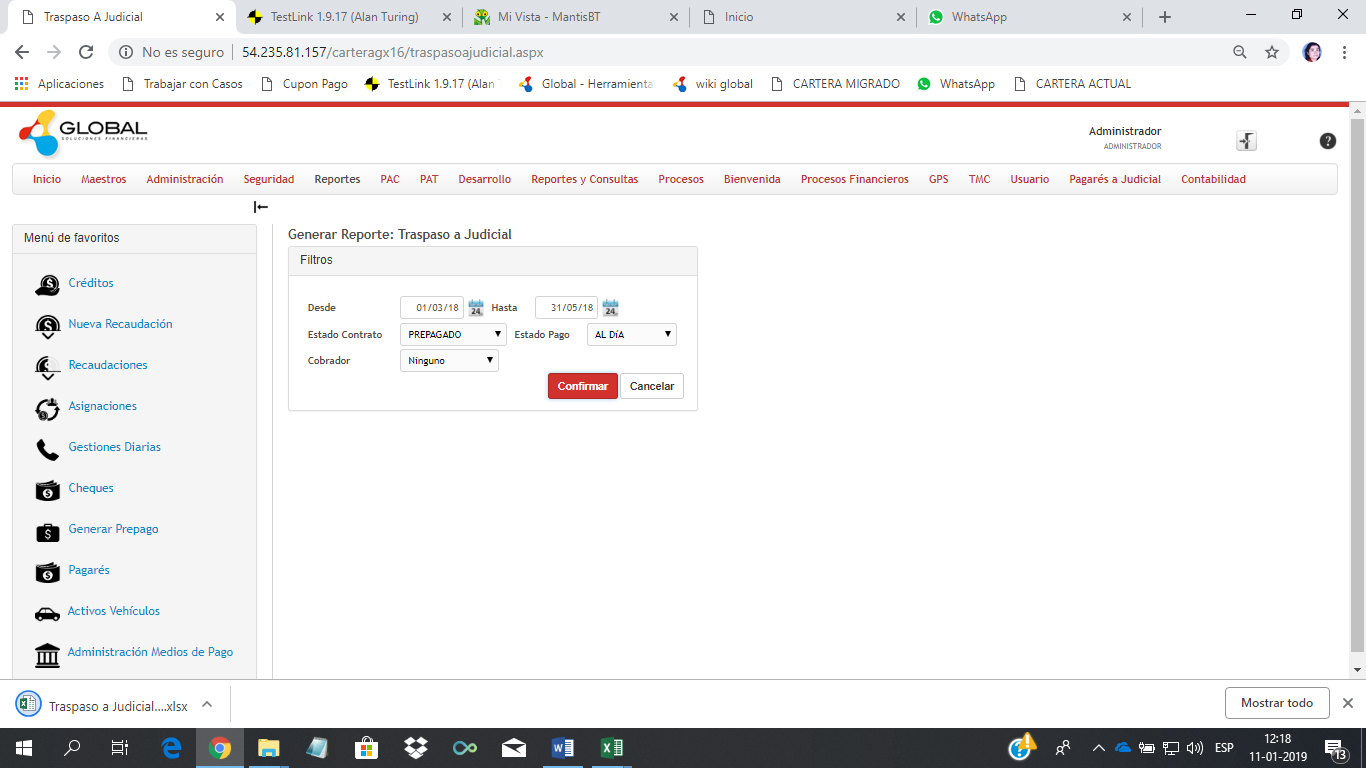 Traspaso A Judicial
TestLink 1.9.17 (Alan Turing)
Mi Vista - MantisBT
Inicio
WhatsApp
No es seguro
54.235.81.157/carteragx16/traspasoajudicial.aspx
Aplicaciones
Trabajar con Casos
Cupon Pago
TestLink 1.9.17 (Alan
Global - Herramienta
wiki global
CARTERA MIGRADO
WhatsApp
CARTERA ACTUAL
GLOBAL
SOLUCIONES FINANCIERAS
Administrador
ADMINISTRADOR
Inicio
Maestros
Administración
Seguridad
Reportes
PAC
PAT
Desarrollo
Reportes y Consultas
Procesos
Bienvenida
Procesos Financieros
GPS
TMC
Usuario
Pagarés a Judicial
Contabilidad
Menú de favoritos
Créditos
Nueva Recaudación
Recaudaciones
Asignaciones
Gestiones Diarias
Cheques
Generar Prepago
Pagarés
Activos Vehículos
Administración Medios de Pago
Generar Reporte: Traspaso a Judicial
Filtros
Desde 01/03/18 24 Hasta 31/05/18 24
Estado Contrato PREPAGADO Estado Pago AL DíA
Cobrador Ninguno
Confirmar Cancelar
Traspaso a Judicial....xlsx
Mostrar todo
ESP
12:18
11-01-2019
13